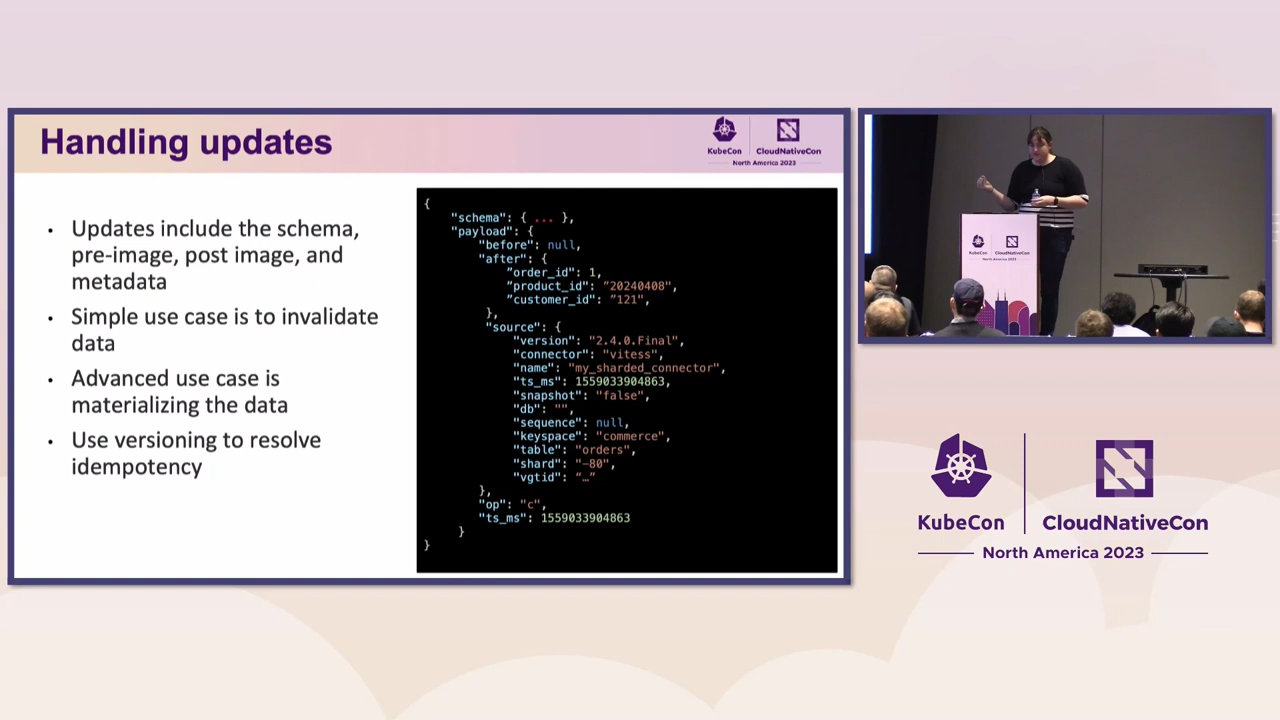 Handling updates
KubeCon
CloudNativeCon
North America 2023
• Updates include the schema,
pre-image, post image, and
metadata
• Simple use case is to invalidate
data
• Advanced use case is
materializing the data
• Use versioning to resolve
idempotency
{
"schema": { ... },
"payload": {
"before": null,
"after": {
"order_id": 1,
"product_id": "20240408",
"customer_id": "121",
},
"source": {
"version": "2.4.0.Final",
"connector": "vitess",
"name": "my_sharded_connector",
"ts_ms": 1559033904863,
"snapshot": "false",
"db": "",
"sequence": null,
"keyspace": "commerce",
"table": "orders",
"shard": "-80",
"vgtid": “…”
},
"op": "c",
"ts_ms": 1559033904863
}
}
KubeCon
CloudNativeCon
North America 2023
KubeCon
CloudNativeCon
North America 2023